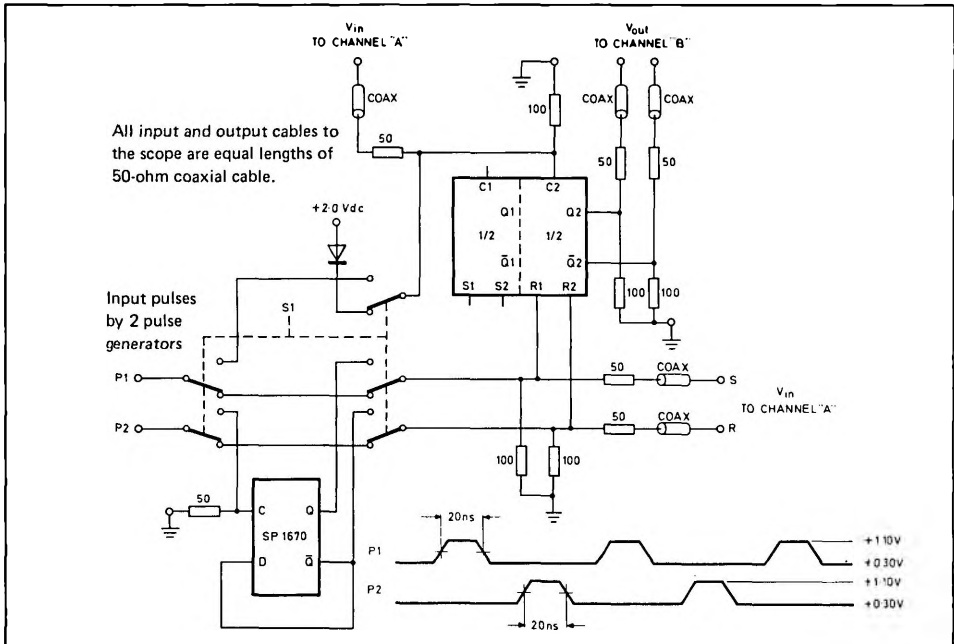 Vin
TO CHANNEL "A"
Vout
TO CHANNEL "B"
COAX
100
COAX
COAX
All input and output cables to
the scope are equal lengths of
50-ohm coaxial cable.
50
50
50
C1
C2
+2·0 Vdc
Q1
Q2
1/2
1/2
Q̅1
Q̅2
S1
S2
R1
R2
100
100
Input pulses
by 2 pulse
generators
S1
P1
50
COAX
S
Vin
TO CHANNEL "A"
P2
50
COAX
R
100
100
50
C
Q
SP 1670
D
Q̅
20ns
P1
+1·10V
+0·30V
P2
+1·10V
+0·30V
20ns